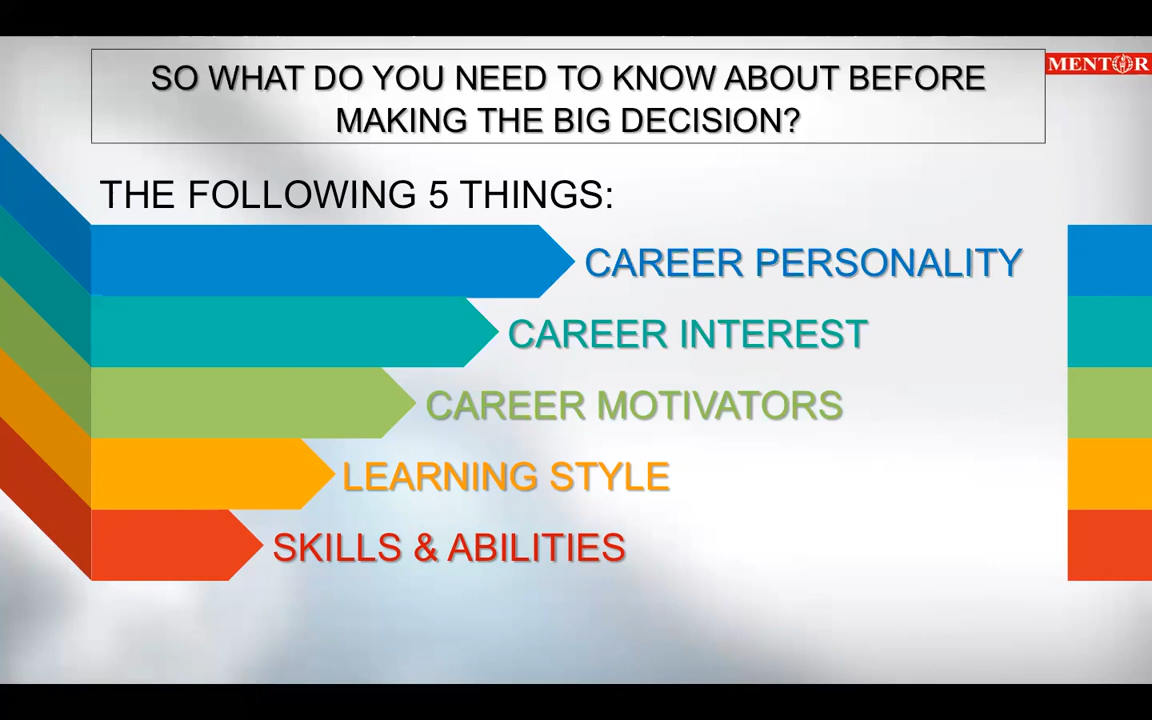 SO WHAT DO YOU NEED TO KNOW ABOUT BEFORE
MAKING THE BIG DECISION?
MENTOR
THE FOLLOWING 5 THINGS:
CAREER PERSONALITY
CAREER INTEREST
CAREER MOTIVATORS
LEARNING STYLE
SKILLS & ABILITIES